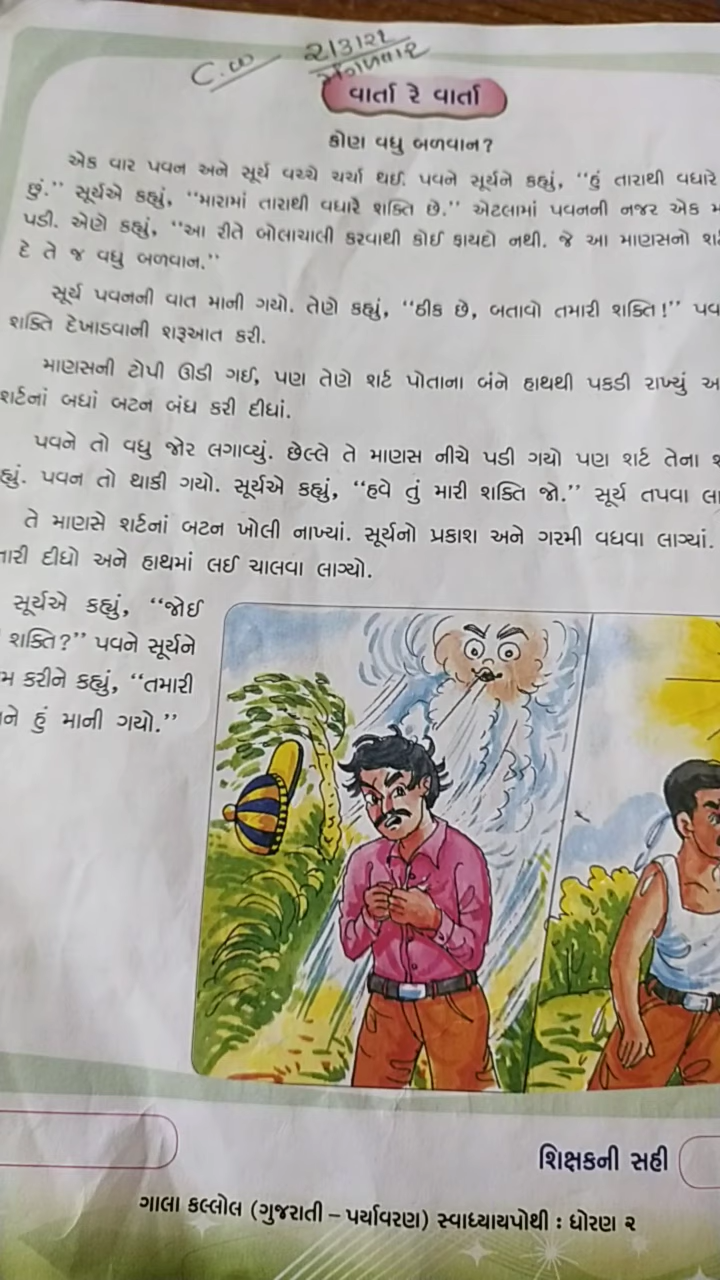 C.W
૨/૩/૨૧
મંગળવાર
વાર્તા રે વાર્તા
કોણ વધુ બળવાન?
એક વાર પવન અને સૂર્ય વચ્ચે ચર્ચા થઈ. પવને સૂર્યને કહ્યું, “હું તારાથી વધારે
છું.” સૂર્યએ કહ્યું, “મારામાં તારાથી વધારે શક્તિ છે.” એટલામાં પવનની નજર એક
પડી. એણે કહ્યું, “આ રીતે બોલાચાલી કરવાથી કોઈ ફાયદો નથી. જે આ માણસનો
દે તે જ વધુ બળવાન.”
સૂર્ય પવનની વાત માની ગયો. તેણે કહ્યું, “ઠીક છે, બતાવો તમારી શક્તિ!”
શક્તિ દેખાડવાની શરૂઆત કરી.
માણસની ટોપી ઊડી ગઈ, પણ તેણે શર્ટ પોતાના બંને હાથથી પકડી રાખ્યું
શર્ટનાં બધાં બટન બંધ કરી દીધાં.
પવને તો વધુ જોર લગાવ્યું. છેલ્લે તે માણસ નીચે પડી ગયો પણ શર્ટ તેના
હ્યું. પવન તો થાકી ગયો. સૂર્યએ કહ્યું, “હવે તું મારી શક્તિ જો.” સૂર્ય તપવા લા
તે માણસે શર્ટનાં બટન ખોલી નાખ્યાં. સૂર્યનો પ્રકાશ અને ગરમી વધવા લાગ્યાં.
તારી દીધો અને હાથમાં લઈ ચાલવા લાગ્યો.
સૂર્યએ કહ્યું, “જોઈ
શક્તિ?” પવને સૂર્યને
મ કરીને કહ્યું, “તમારી
ને હું માની ગયો.”
શિક્ષકની સહી
ગાલા કલ્લોલ (ગુજરાતી – પર્યાવરણ) સ્વાધ્યાયપોથી : ધોરણ ૨